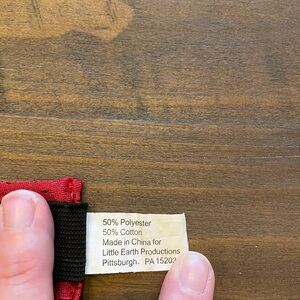 50% Polyester
50% Cotton
Made in China for
Little Earth Productions
Pittsburgh, PA 15203